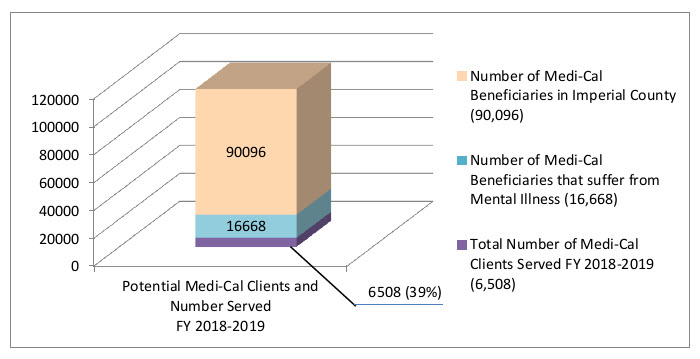 120000
100000
80000
60000
40000
20000
0
90096
16668
6508 (39%)
Potential Medi-Cal Clients and
Number Served
FY 2018-2019
Number of Medi-Cal
Beneficiaries in Imperial County
(90,096)
Number of Medi-Cal
Beneficiaries that suffer from
Mental Illness (16,668)
Total Number of Medi-Cal
Clients Served FY 2018-2019
(6,508)